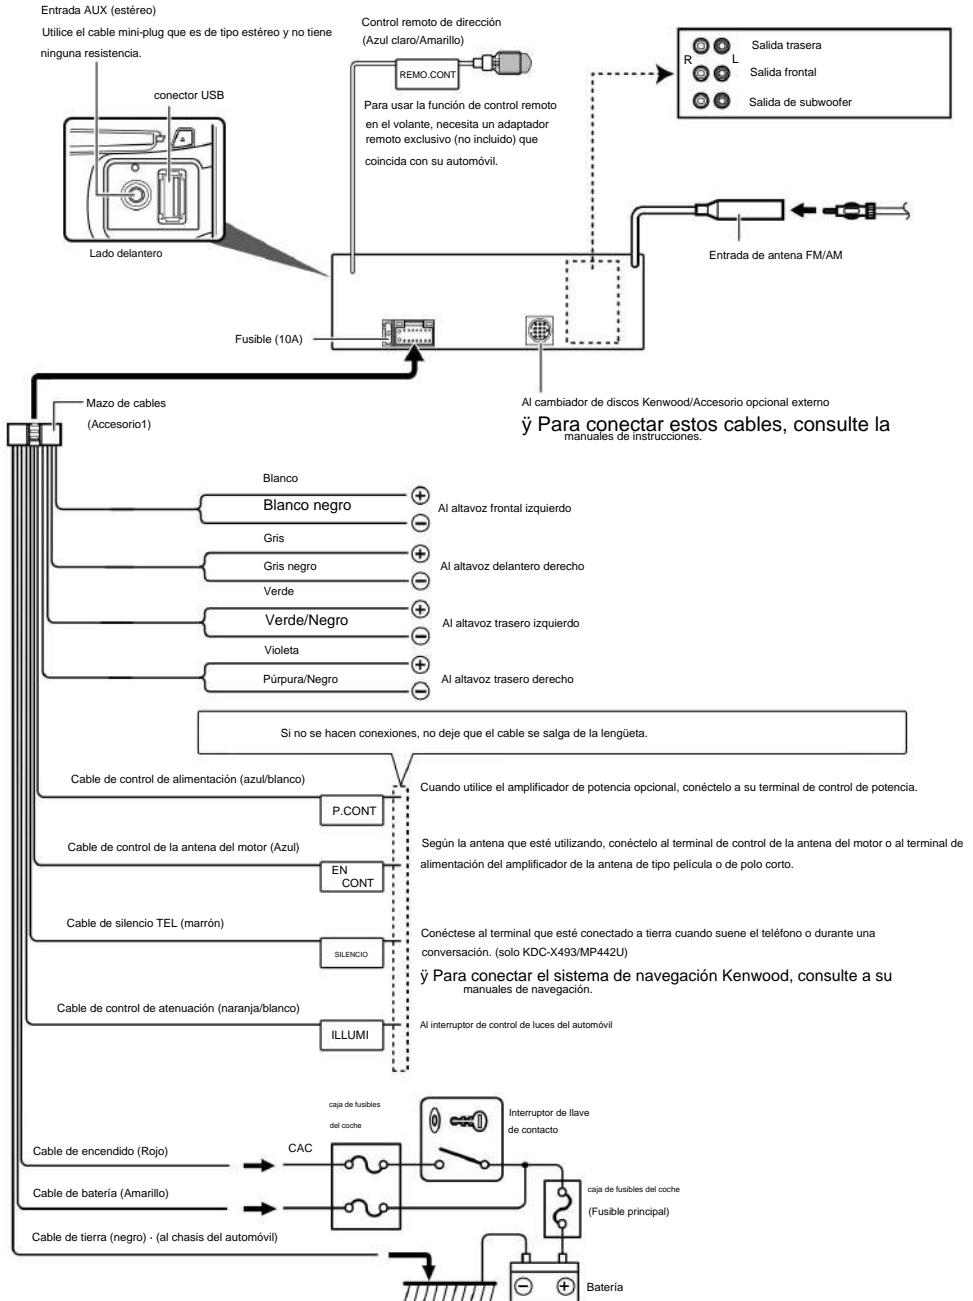 Entrada AUX (estéreo)
Utilice el cable mini-plug que es de tipo estéreo y no tiene
ninguna resistencia.
conector USB
Lado delantero
Control remoto de dirección
(Azul claro/Amarillo)
REMO.CONT
Para usar la función de control remoto
en el volante, necesita un adaptador
remoto exclusivo (no incluido) que
coincida con su automóvil.
R L
Salida trasera
Salida frontal
Salida de subwoofer
Entrada de antena FM/AM
Fusible (10A)
Mazo de cables
(Accesorio1)
Al cambiador de discos Kenwood/Accesorio opcional externo
ÿ Para conectar estos cables, consulte la
manuales de instrucciones.
Blanco
Blanco negro
Al altavoz frontal izquierdo
Gris
Gris negro
Al altavoz delantero derecho
Verde
Verde/Negro
Al altavoz trasero izquierdo
Violeta
Púrpura/Negro
Al altavoz trasero derecho
Si no se hacen conexiones, no deje que el cable se salga de la lengüeta.
Cable de control de alimentación (azul/blanco)
P.CONT
Cuando utilice el amplificador de potencia opcional, conéctelo a su terminal de control de potencia.
Cable de control de la antena del motor (Azul)
EN
CONT
Según la antena que esté utilizando, conéctelo al terminal de control de la antena del motor o al terminal de
alimentación del amplificador de la antena de tipo película o de polo corto.
Cable de silencio TEL (marrón)
SILENCIO
Conéctese al terminal que esté conectado a tierra cuando suene el teléfono o durante una
conversación. (solo KDC-X493/MP442U)
ÿ Para conectar el sistema de navegación Kenwood, consulte a su
manuales de navegación.
Cable de control de atenuación (naranja/blanco)
ILLUMI
Al interruptor de control de luces del automóvil
caja de fusibles
del coche
Interruptor de llave
de contacto
Cable de encendido (Rojo)
CAC
Cable de batería (Amarillo)
caja de fusibles del coche
(Fusible principal)
Cable de tierra (negro) · (al chasis del automóvil)
Batería